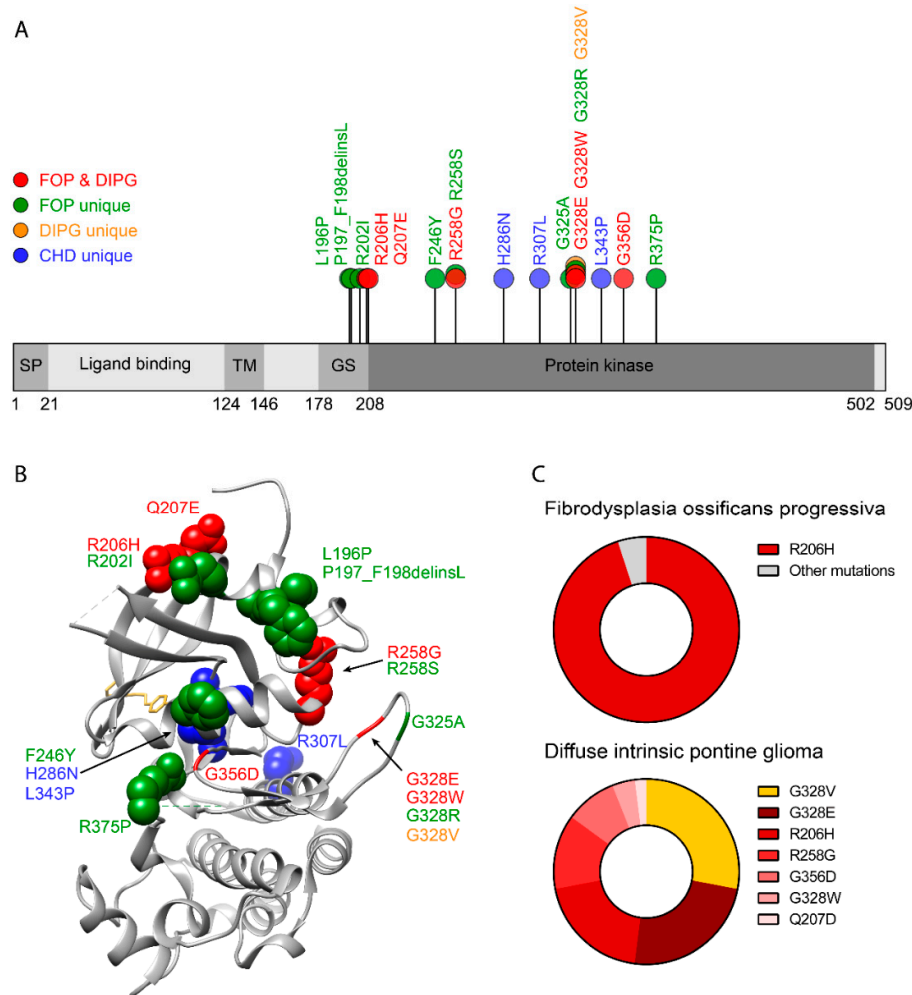 A
FOP & DIPG
FOP unique
DIPG unique
CHD unique
L196P
P197_F198delinsL
R202I
R206H
Q207E
F246Y
R258G
R258S
H286N
R307L
G325A
G328E
G328W
G328R
G328V
L343P
G356D
R375P
SP
Ligand binding
TM
GS
Protein kinase
1
21
124
146
178
208
502
509
B
Q207E
R206H
R202I
L196P
P197_F198delinsL
R258G
R258S
G325A
F246Y
H286N
L343P
R307L
G356D
R375P
G328E
G328W
G328R
G328V
C
Fibrodysplasia ossificans progressiva
R206H
Other mutations
Diffuse intrinsic pontine glioma
G328V
G328E
R206H
R258G
G356D
G328W
Q207D